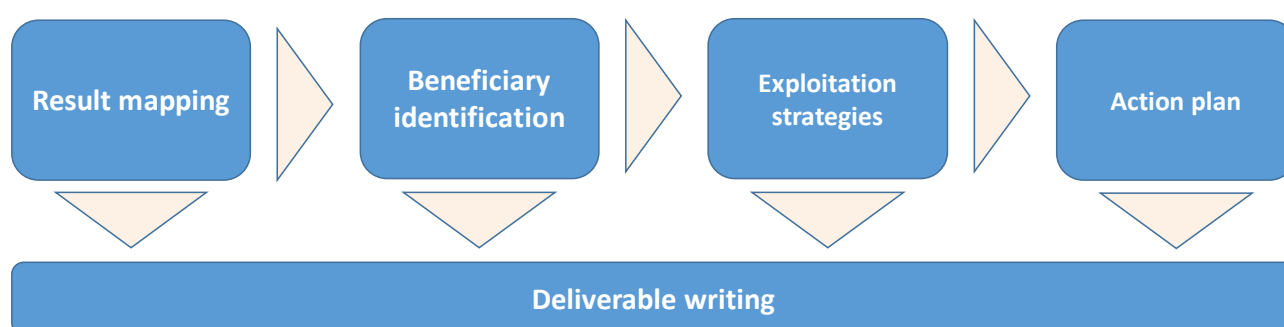 Result mapping
Beneficiary
identification
Exploitation
strategies
Action plan
Deliverable writing